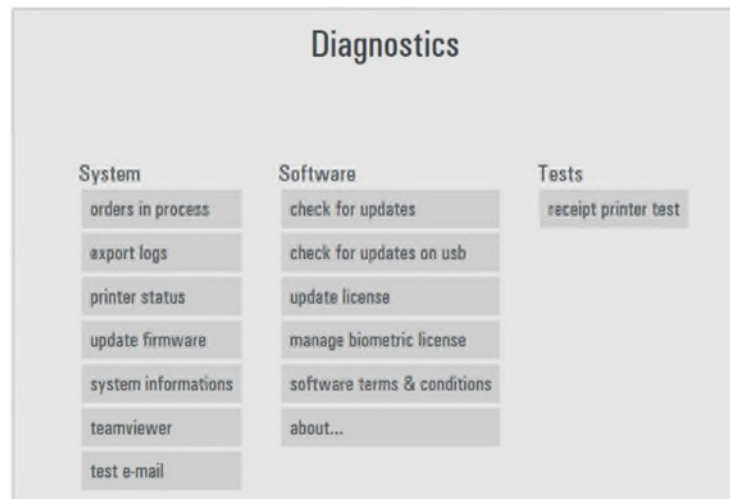 Diagnostics
System
orders in process
export logs
printer status
update firmware
system informations
teamviewer
test e-mail
Software
check for updates
check for updates on usb
update license
manage biometric license
software terms & conditions
about...
Tests
receipt printer test